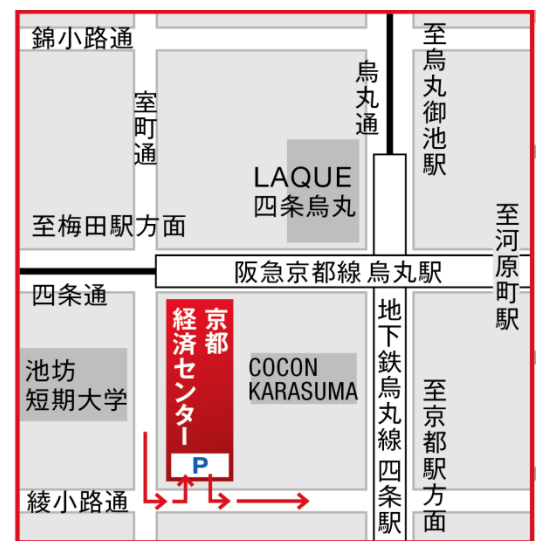 錦小路通
室町通
烏丸通
至烏丸御池駅
LAQUE
四条烏丸
至梅田駅方面
至河原町駅
阪急京都線 烏丸駅
四条通
京都
経済センター
P
池坊
短期大学
COCON
KARASUMA
地下鉄烏丸線 四条駅
至京都駅方面
綾小路通